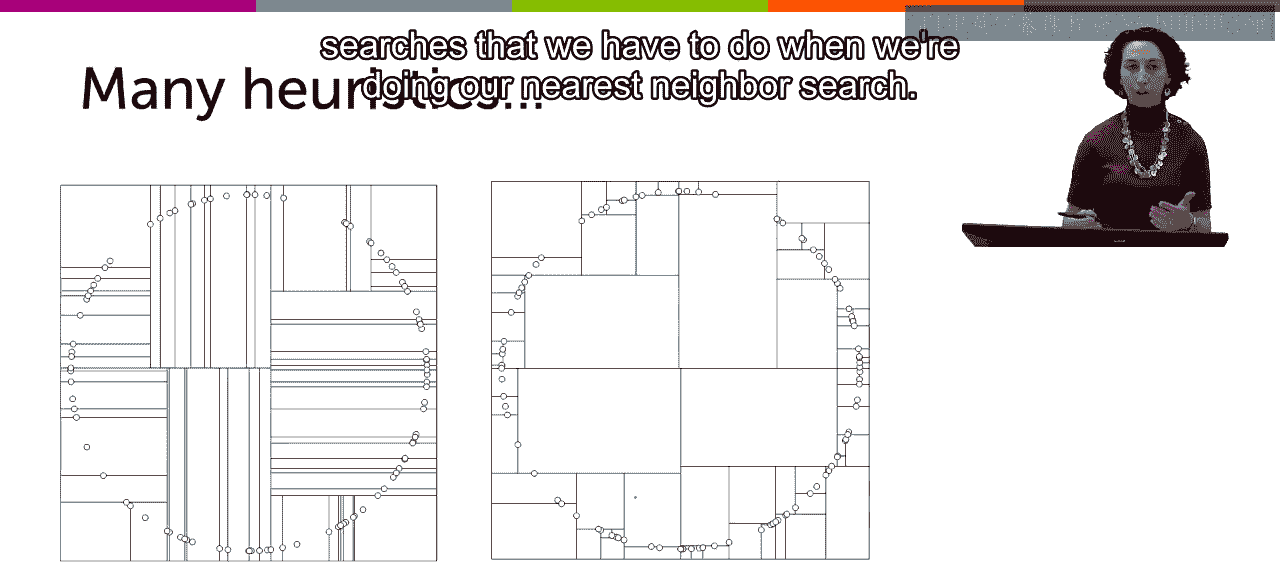 searches that we have to do when we're
doing our nearest neighbor search.
Many heuristics...